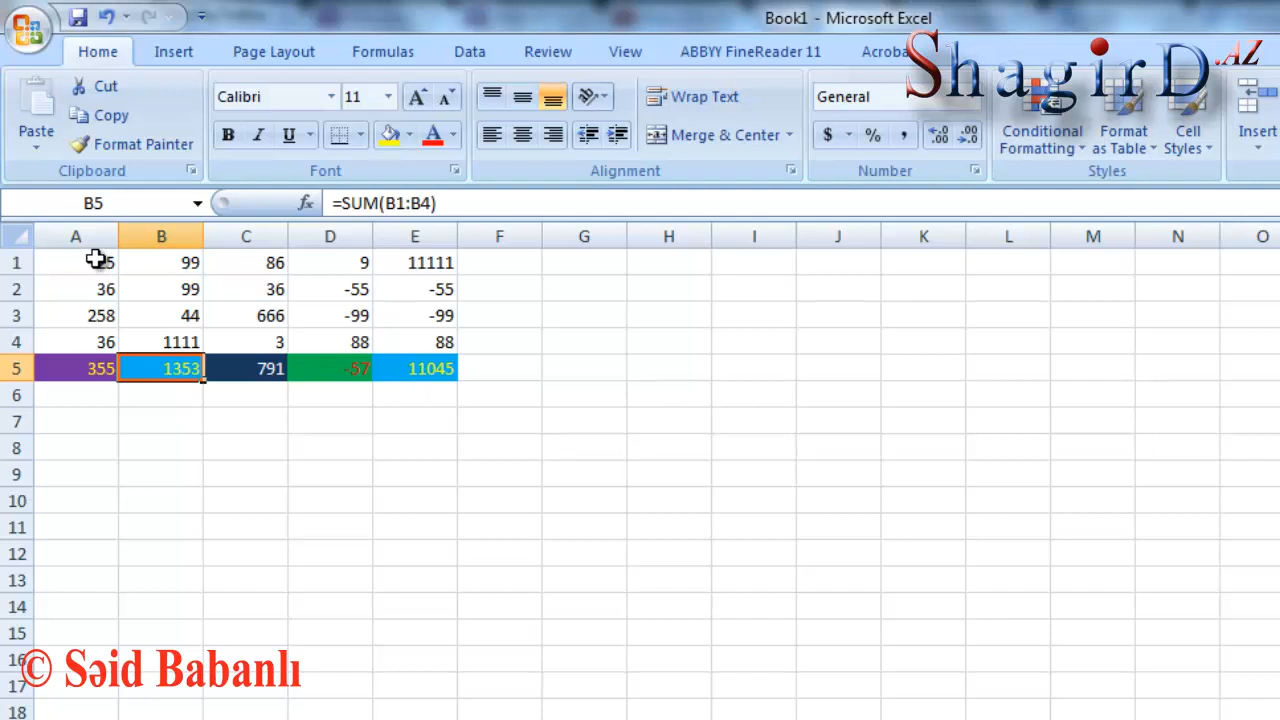 Book1 - Microsoft Excel
Home Insert Page Layout Formulas Data Review View ABBYY FineReader 11 Acroba
ShagirD.AZ
Paste Cut
Copy
Format Painter
Clipboard
Calibri 11
B I U A
Font
Wrap Text
Merge & Center
Alignment
General
$ % ,
Number
Conditional Formatting
Format as Table
Cell Styles
Styles
Insert
B5 fx =SUM(B1:B4)
A B C D E F G H I J K L M N O
1 5 99 86 9 11111
2 36 99 36 -55 -55
3 258 44 666 -99 -99
4 36 1111 3 88 88
5 355 1353 791 -57 11045
6
7
8
9
10
11
12
13
14
15
16
17
18
© Səid Babanlı